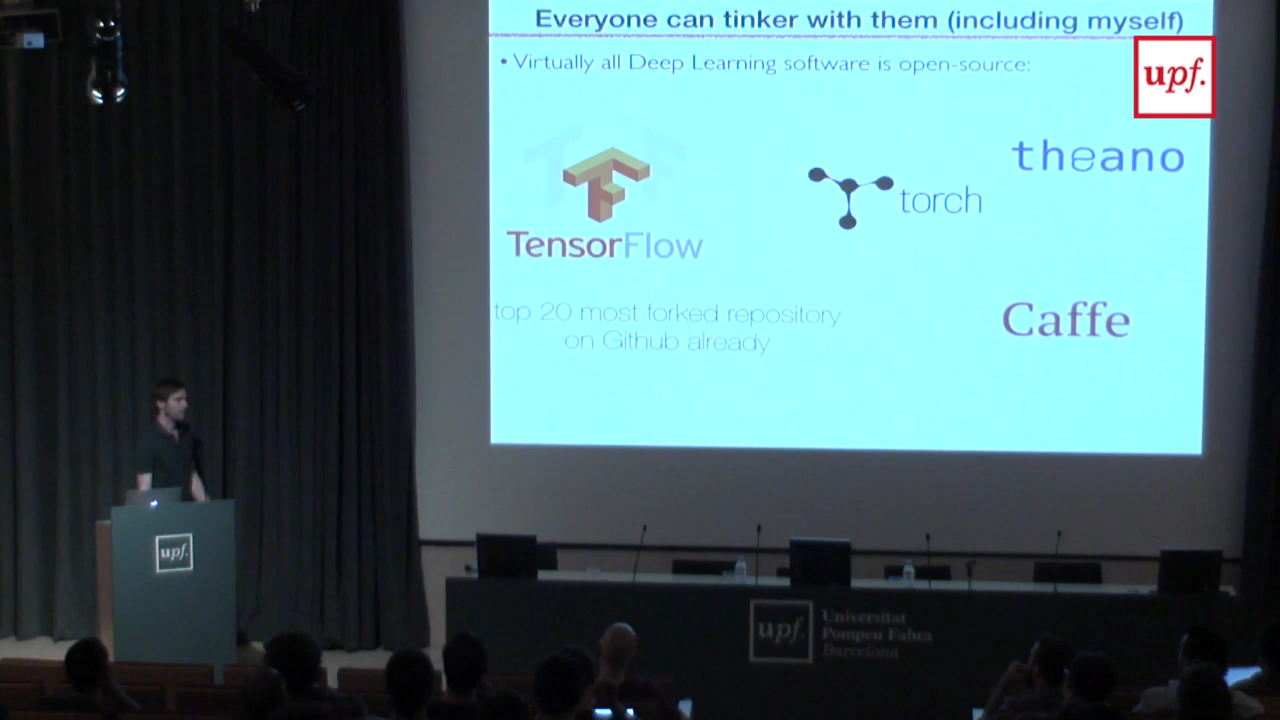 Everyone can tinker with them (including myself)
• Virtually all Deep Learning software is open-source:
upf.
theano
torch
TensorFlow
top 20 most forked repository
on Github already
Caffe
upf.
upf.
Universitat
Pompeu Fabra
Barcelona